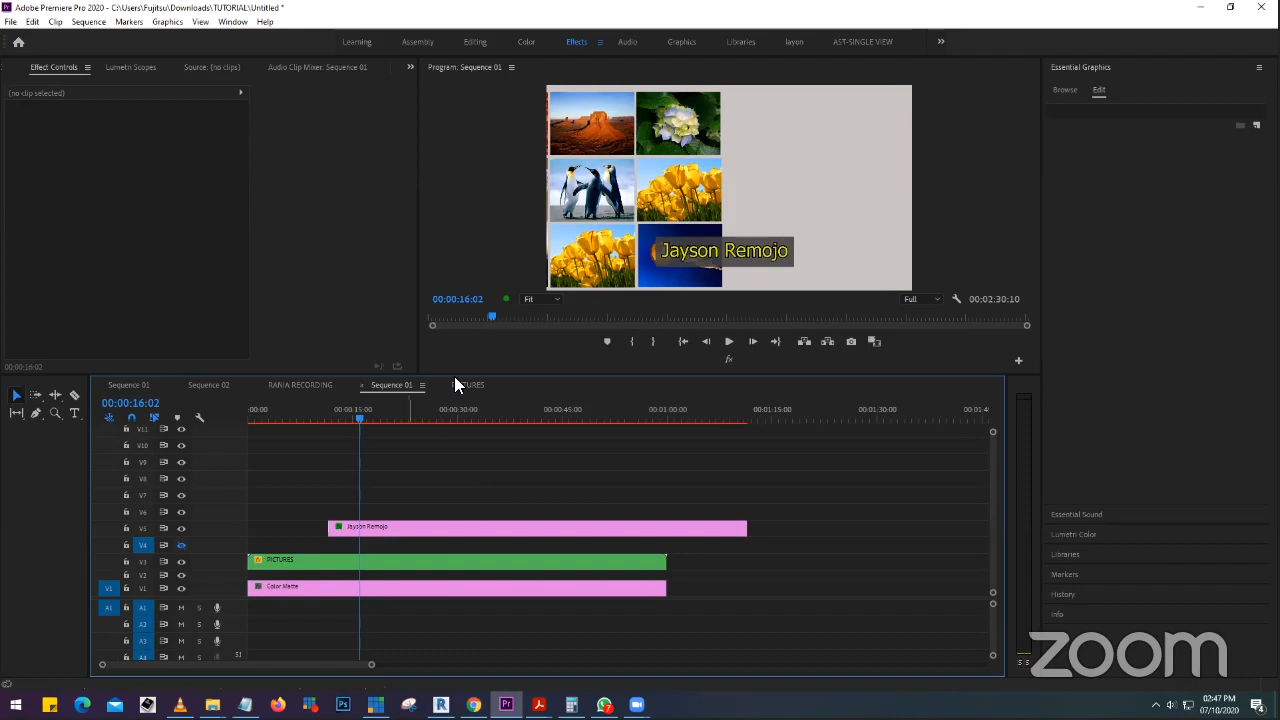 Adobe Premiere Pro 2020 - C:\Users\Fujitsu\Downloads\TUTORIAL\Untitled *
File Edit Clip Sequence Markers Graphics View Window Help
Learning Assembly Editing Color Effects Audio Graphics Libraries layon AST-SINGLE VIEW
Effect Controls Lumetri Scopes Source: (no clips) Audio Clip Mixer: Sequence 01
Program: Sequence 01
Essential Graphics
(no clip selected)
Browse Edit
Jayson Remojo
00:00:16:02 Fit Full 00:02:30:10
fx
00:00:16:02
Sequence 01 Sequence 02 RANIA RECORDING Sequence 01
00:00:16:02
:00:00 00:00:15:00 00:00:30:00 00:00:45:00 00:01:00:00 00:01:15:00 00:01:30:00
V11
V10
V9
V8
V7
V6
V5 Jayson Remojo
V4
V3 PICTURES
V2
V1 V1 Color Matte
A1 A1 M S
A2 M S
A3 M S
A4 M S S1
S S
Essential Sound
Lumetri Color
Libraries
Markers
History
Info
zoom
02:47 PM
07/10/2020